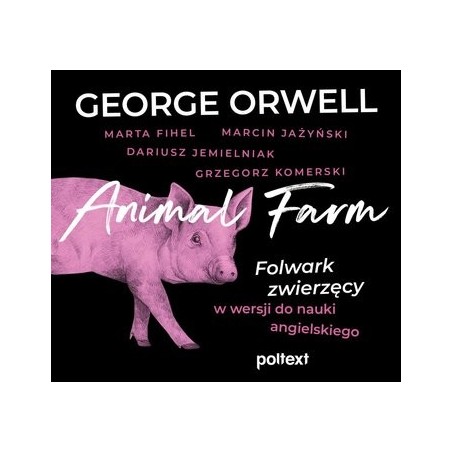 GEORGE ORWELL
MARTA FIHEL MARCIN JAŻYŃSKI
DARIUSZ JEMIELNIAK
GRZEGORZ KOMERSKI
Animal Farm
Folwark
zwierzęcy
w wersji do nauki
angielskiego
poltext